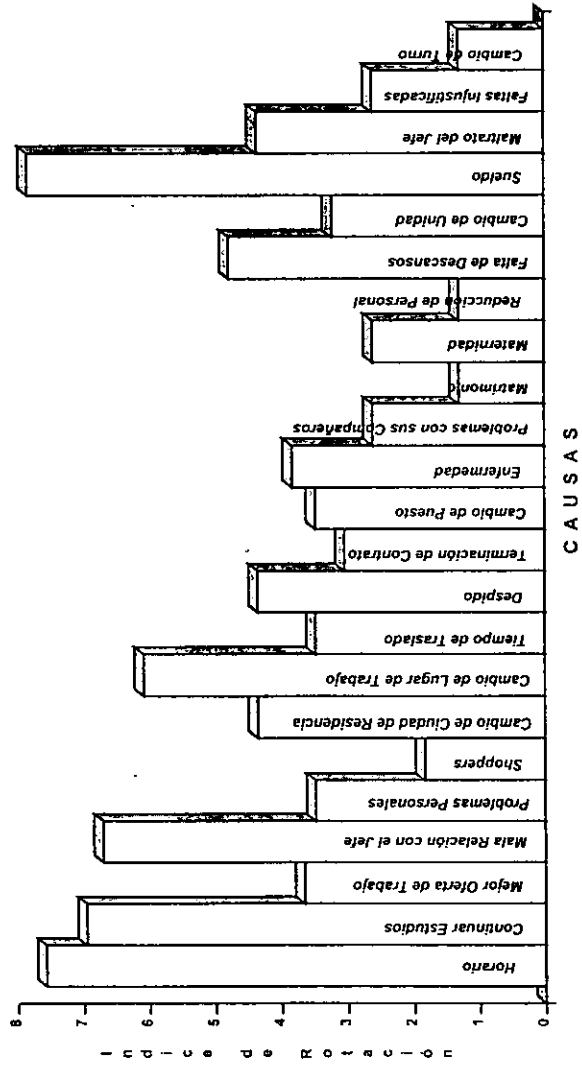 Indice de Rotación
8
7
6
5
4
3
2
1
0
Horario
Continuar Estudios
Mejor Oferta de Trabajo
Mala Relación con el Jefe
Problemas Personales
Shoppers
Cambio de Ciudad de Residencia
Cambio de Lugar de Trabajo
Tiempo de Traslado
Despido
Terminación de Contrato
Cambio de Puesto
Enfermedad
Problemas con sus Compañeros
Matrimonio
Maternidad
Reducción de Personal
Falta de Descansos
Cambio de Unidad
Sueldo
Maltrato del Jefe
Faltas Injustificadas
Cambio de Turno
CAUSAS